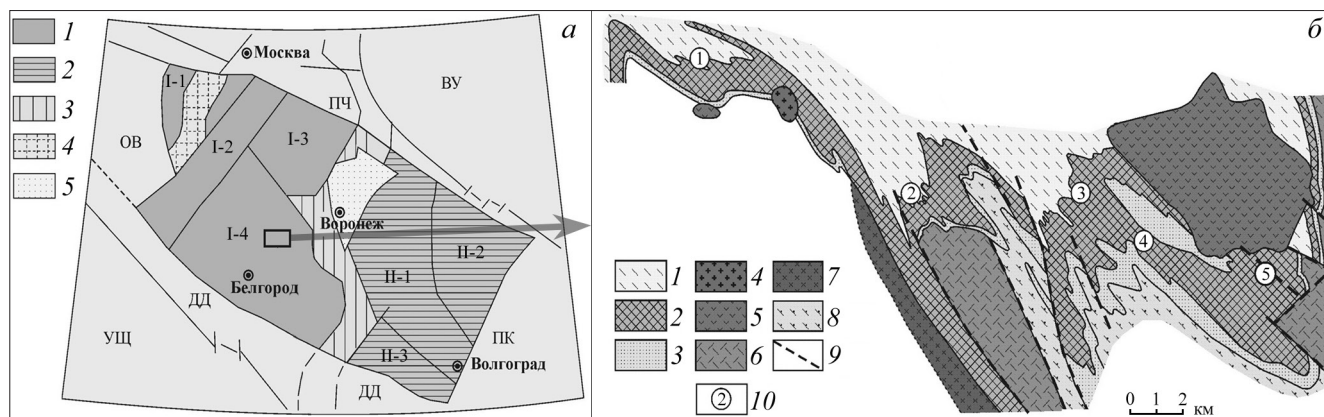 а
1
2
3
4
5
Москва
I-1
ОВ
I-2
I-3
ПЧ
ВУ
Воронеж
I-4
Белгород
II-1
II-2
II-3
ДД
УЩ
ДД
ПК
Волгоград
б
1
2
3
4
5
1
4
7
2
5
8
3
6
9
2
10
0 1 2
км